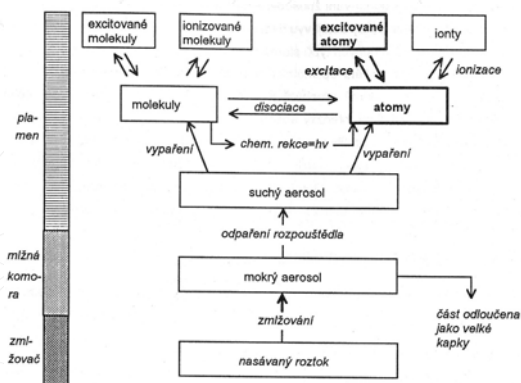 excitované
molekuly
ionizované
molekuly
excitované
atomy
ionty
excitace
ionizace
molekuly
disociace
atomy
pla-
men
vypaření
chem. rekce=hν
vypaření
suchý aerosol
odpaření rozpouštědla
mlžná
komo-
ra
mokrý aerosol
část odloučena
jako velké
kapky
zmlžování
zml-
žovač
nasávaný roztok